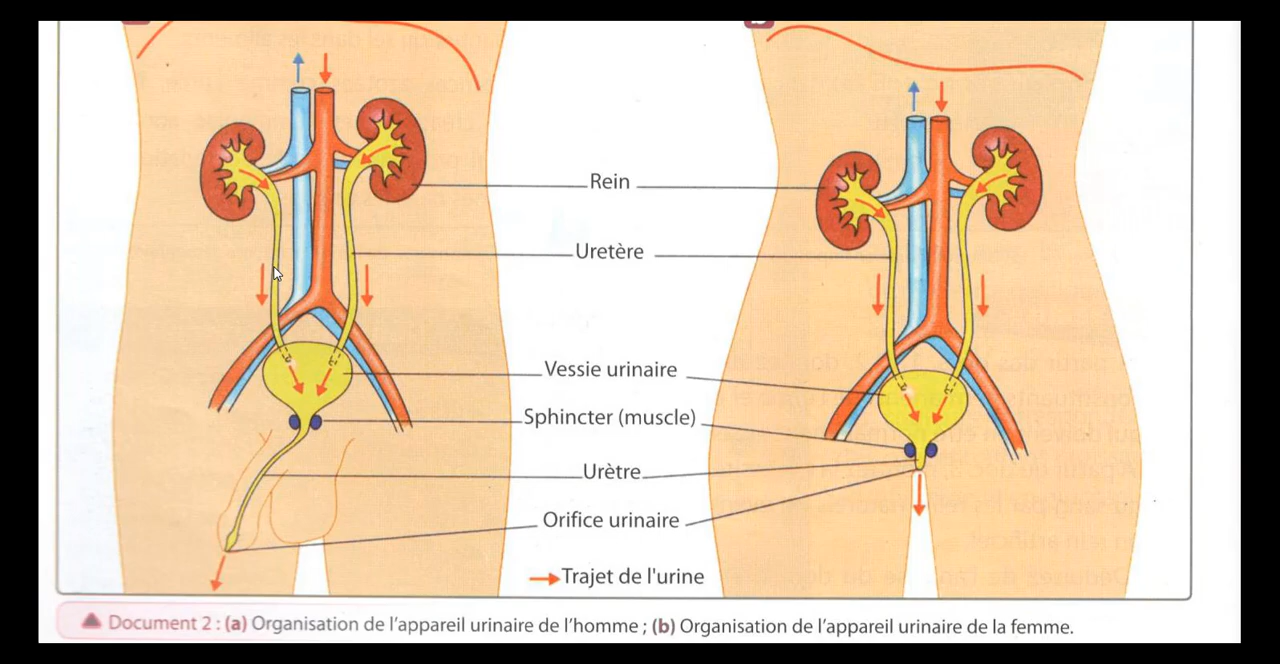 Rein
Uretère
Vessie urinaire
Sphincter (muscle)
Urètre
Orifice urinaire
Trajet de l'urine
Document 2 : (a) Organisation de l'appareil urinaire de l'homme ; (b) Organisation de l'appareil urinaire de la femme.